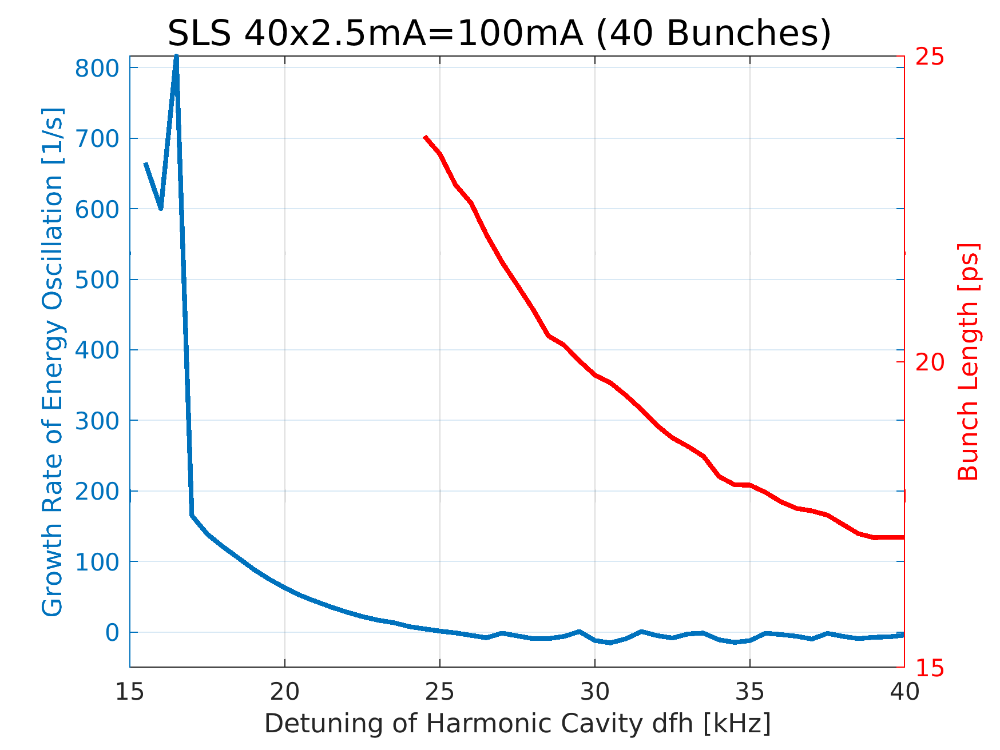 SLS 40x2.5mA=100mA (40 Bunches)
Growth Rate of Energy Oscillation [1/s]
800
700
600
500
400
300
200
100
0
25
20
15
Bunch Length [ps]
15 20 25 30 35 40
Detuning of Harmonic Cavity dfh [kHz]